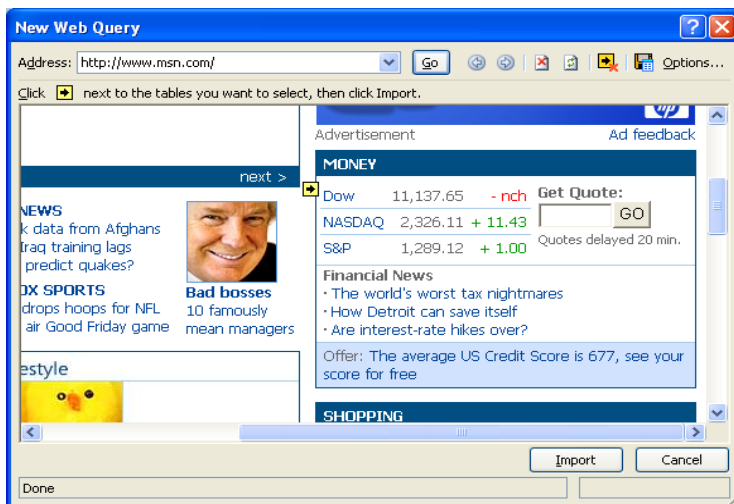 New Web Query
Address: http://www.msn.com/ Go Options...
Click next to the tables you want to select, then click Import.
hp
Advertisement Ad feedback
next >
NEWS
k data from Afghans
Iraq training lags
predict quakes?
OX SPORTS
drops hoops for NFL
air Good Friday game
Bad bosses
10 famously
mean managers
estyle
MONEY
Dow 11,137.65 - nch
NASDAQ 2,326.11 + 11.43
S&P 1,289.12 + 1.00
Get Quote:
GO
Quotes delayed 20 min.
Financial News
· The world's worst tax nightmares
· How Detroit can save itself
· Are interest-rate hikes over?
Offer: The average US Credit Score is 677, see your
score for free
SHOPPING
Import Cancel
Done